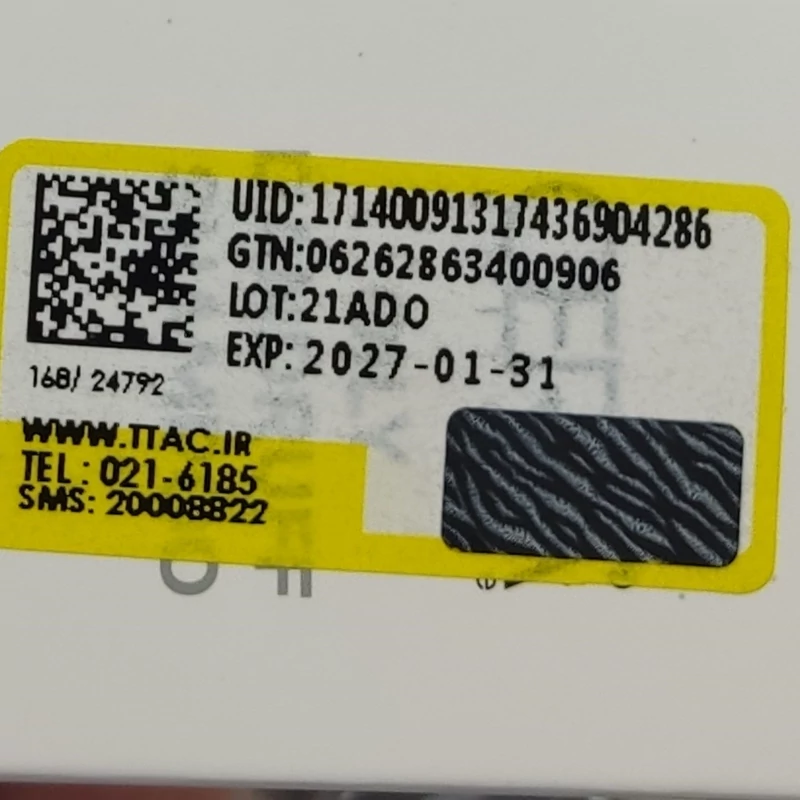 UID:17140091317436904286
GTN:06262863400906
LOT:21ADO
EXP:2027-01-31
168/ 24792
WWW.TTAC.IR
TEL: 021-6185
SMS: 20008822